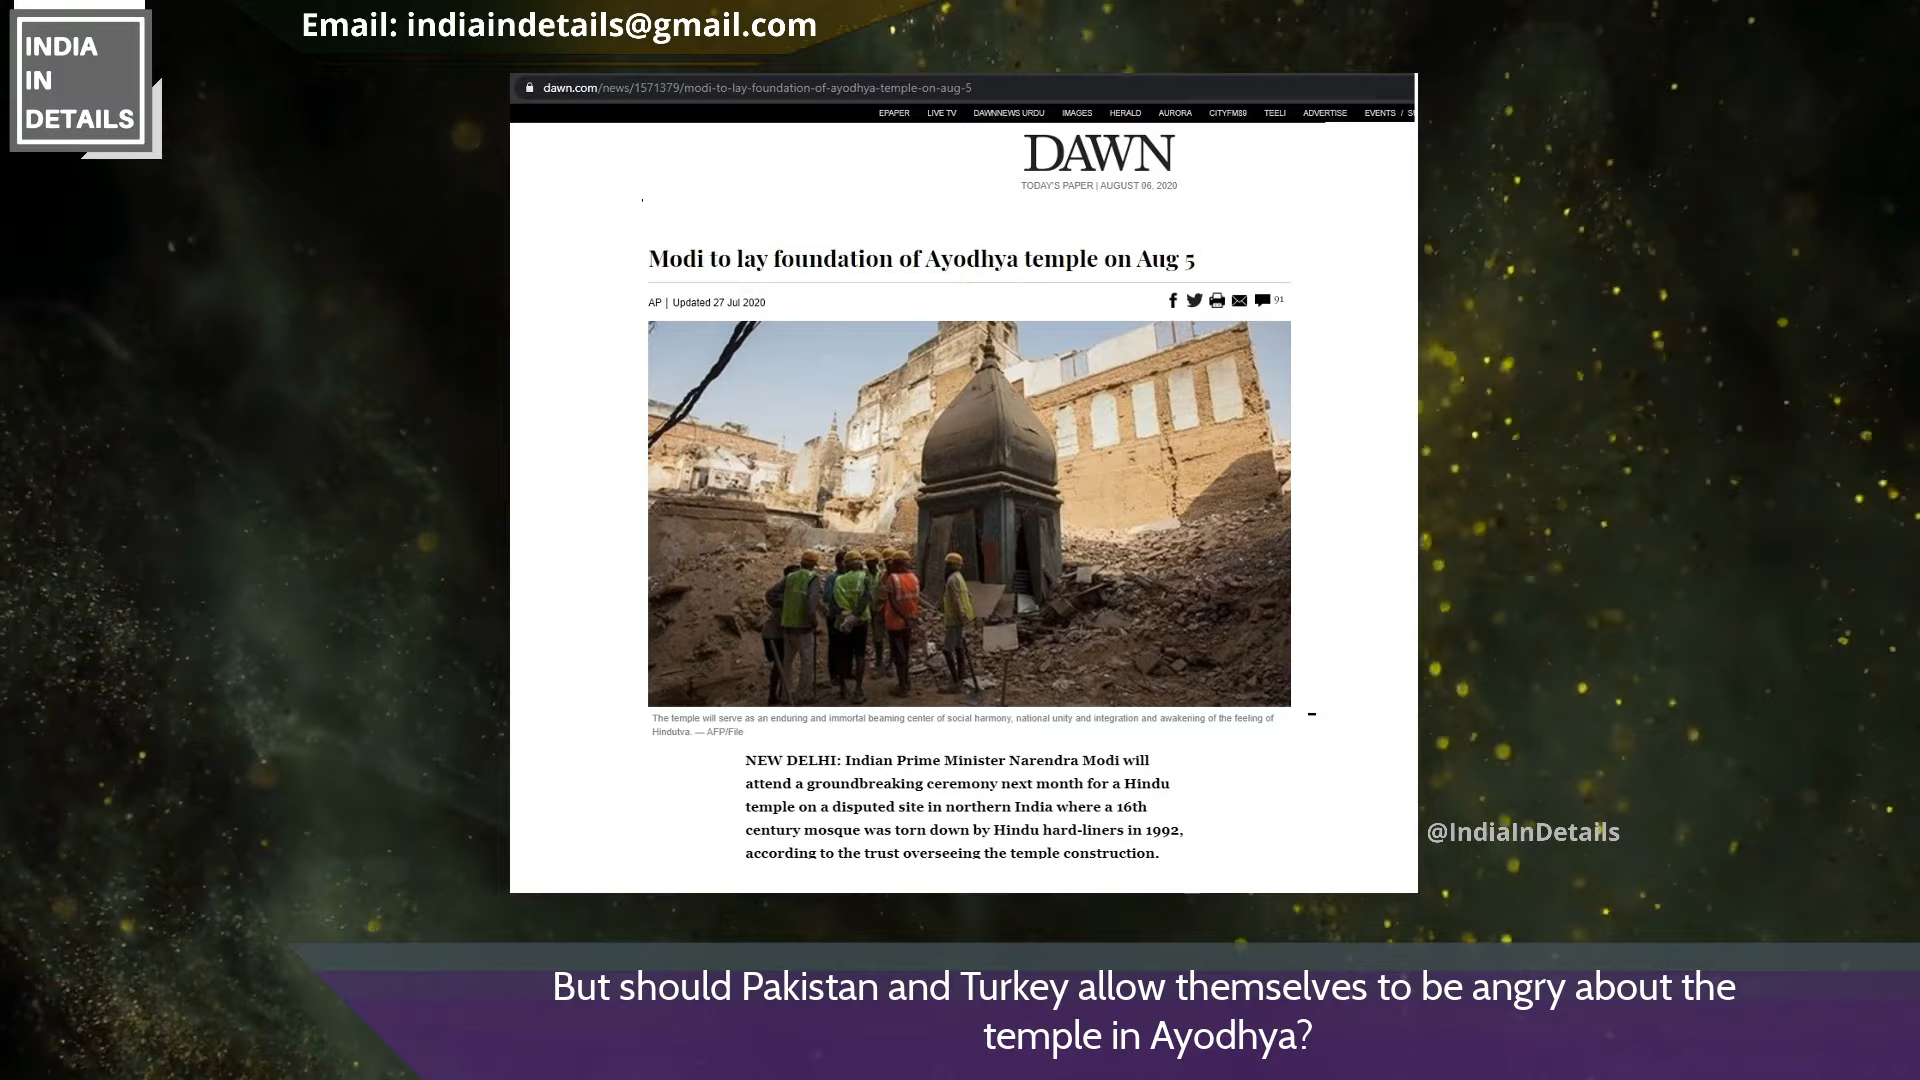 Email: indiaindetails@gmail.com
INDIA
IN
DETAILS
dawn.com/news/1571379/modi-to-lay-foundation-of-ayodhya-temple-on-aug-5
EPAPER LIVE TV DAWNNEWS URDU IMAGES HERALD AURORA CITYFM89 TEELI ADVERTISE EVENTS /
DAWN
TODAY'S PAPER | AUGUST 06, 2020
Modi to lay foundation of Ayodhya temple on Aug 5
AP | Updated 27 Jul 2020
91
The temple will serve as an enduring and immortal beaming center of social harmony, national unity and integration and awakening of the feeling of
Hindutva. — AFP/File
NEW DELHI: Indian Prime Minister Narendra Modi will
attend a groundbreaking ceremony next month for a Hindu
temple on a disputed site in northern India where a 16th
century mosque was torn down by Hindu hard-liners in 1992,
according to the trust overseeing the temple construction.
@IndiaInDetails
But should Pakistan and Turkey allow themselves to be angry about the
temple in Ayodhya?